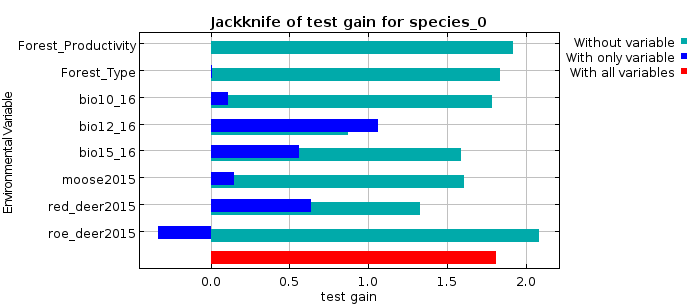 Jackknife of test gain for species_0
Environmental Variable
Forest_Productivity
Forest_Type
bio10_16
bio12_16
bio15_16
moose2015
red_deer2015
roe_deer2015
0.0 0.5 1.0 1.5 2.0
test gain
Without variable
With only variable
With all variables